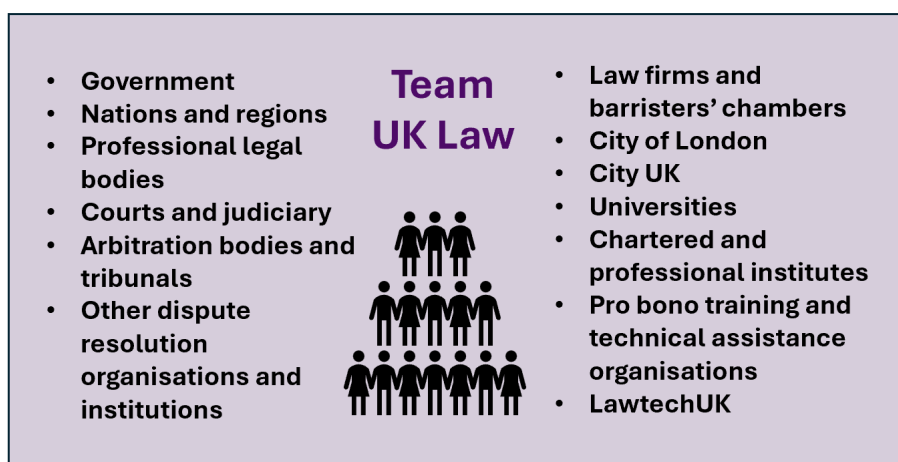 Team
UK Law
• Government
• Nations and regions
• Professional legal
bodies
• Courts and judiciary
• Arbitration bodies and
tribunals
• Other dispute
resolution
organisations and
institutions
• Law firms and
barristers’ chambers
• City of London
• City UK
• Universities
• Chartered and
professional institutes
• Pro bono training and
technical assistance
organisations
• LawtechUK